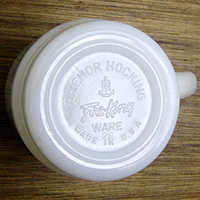 ANCHOR HOCKING
Fire-King
WARE
MADE IN U.S.A